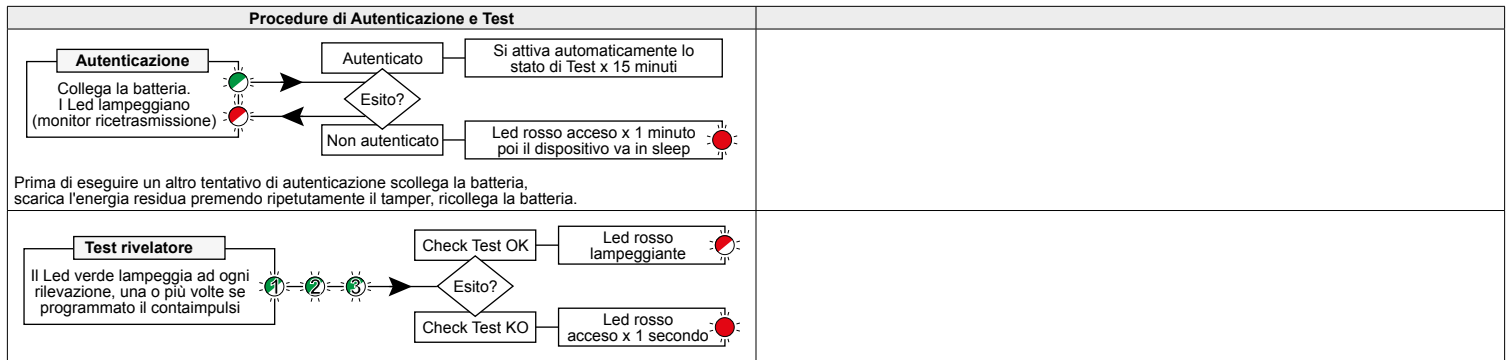 Procedure di Autenticazione e Test
Autenticazione
Collega la batteria.
I Led lampeggiano
(monitor ricetrasmissione)
Autenticato
Si attiva automaticamente lo
stato di Test x 15 minuti
Esito?
Non autenticato
Led rosso acceso x 1 minuto
poi il dispositivo va in sleep
Prima di eseguire un altro tentativo di autenticazione scollega la batteria,
scarica l'energia residua premendo ripetutamente il tamper, ricollega la batteria.
Test rivelatore
Il Led verde lampeggia ad ogni
rilevazione, una o più volte se
programmato il contaimpulsi
1 2 3
Check Test OK
Led rosso
lampeggiante
Esito?
Check Test KO
Led rosso
acceso x 1 secondo